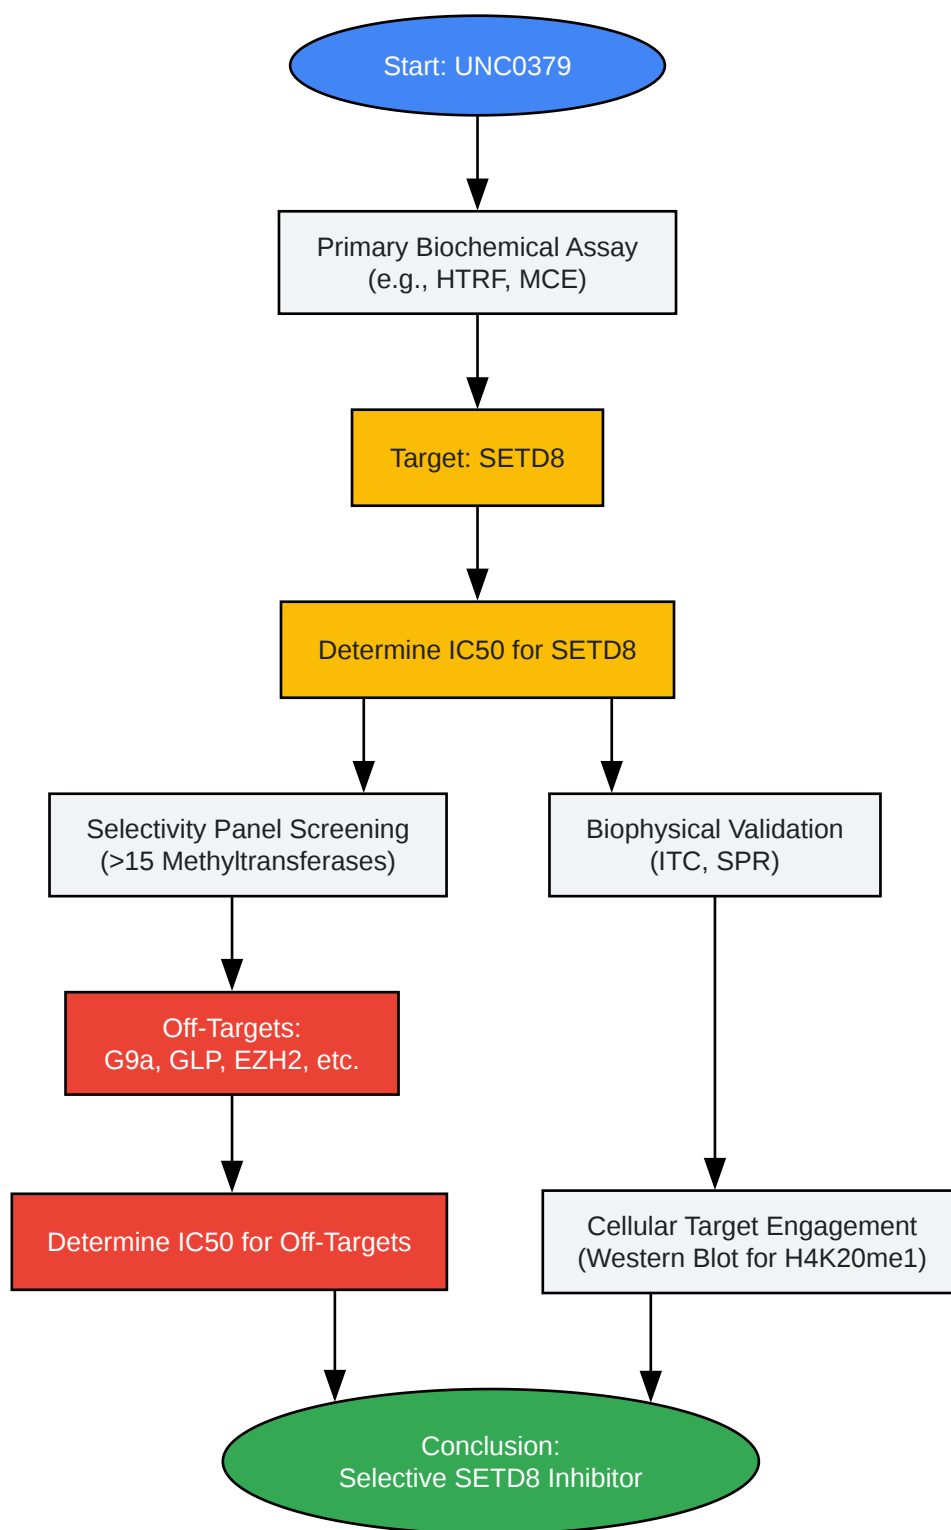 Start: UNC0379
Primary Biochemical Assay
(e.g., HTRF, MCE)
Target: SETD8
Determine IC50 for SETD8
Selectivity Panel Screening
(>15 Methyltransferases)
Biophysical Validation
(ITC, SPR)
Off-Targets:
G9a, GLP, EZH2, etc.
Determine IC50 for Off-Targets
Cellular Target Engagement
(Western Blot for H4K20me1)
Conclusion:
Selective SETD8 Inhibitor